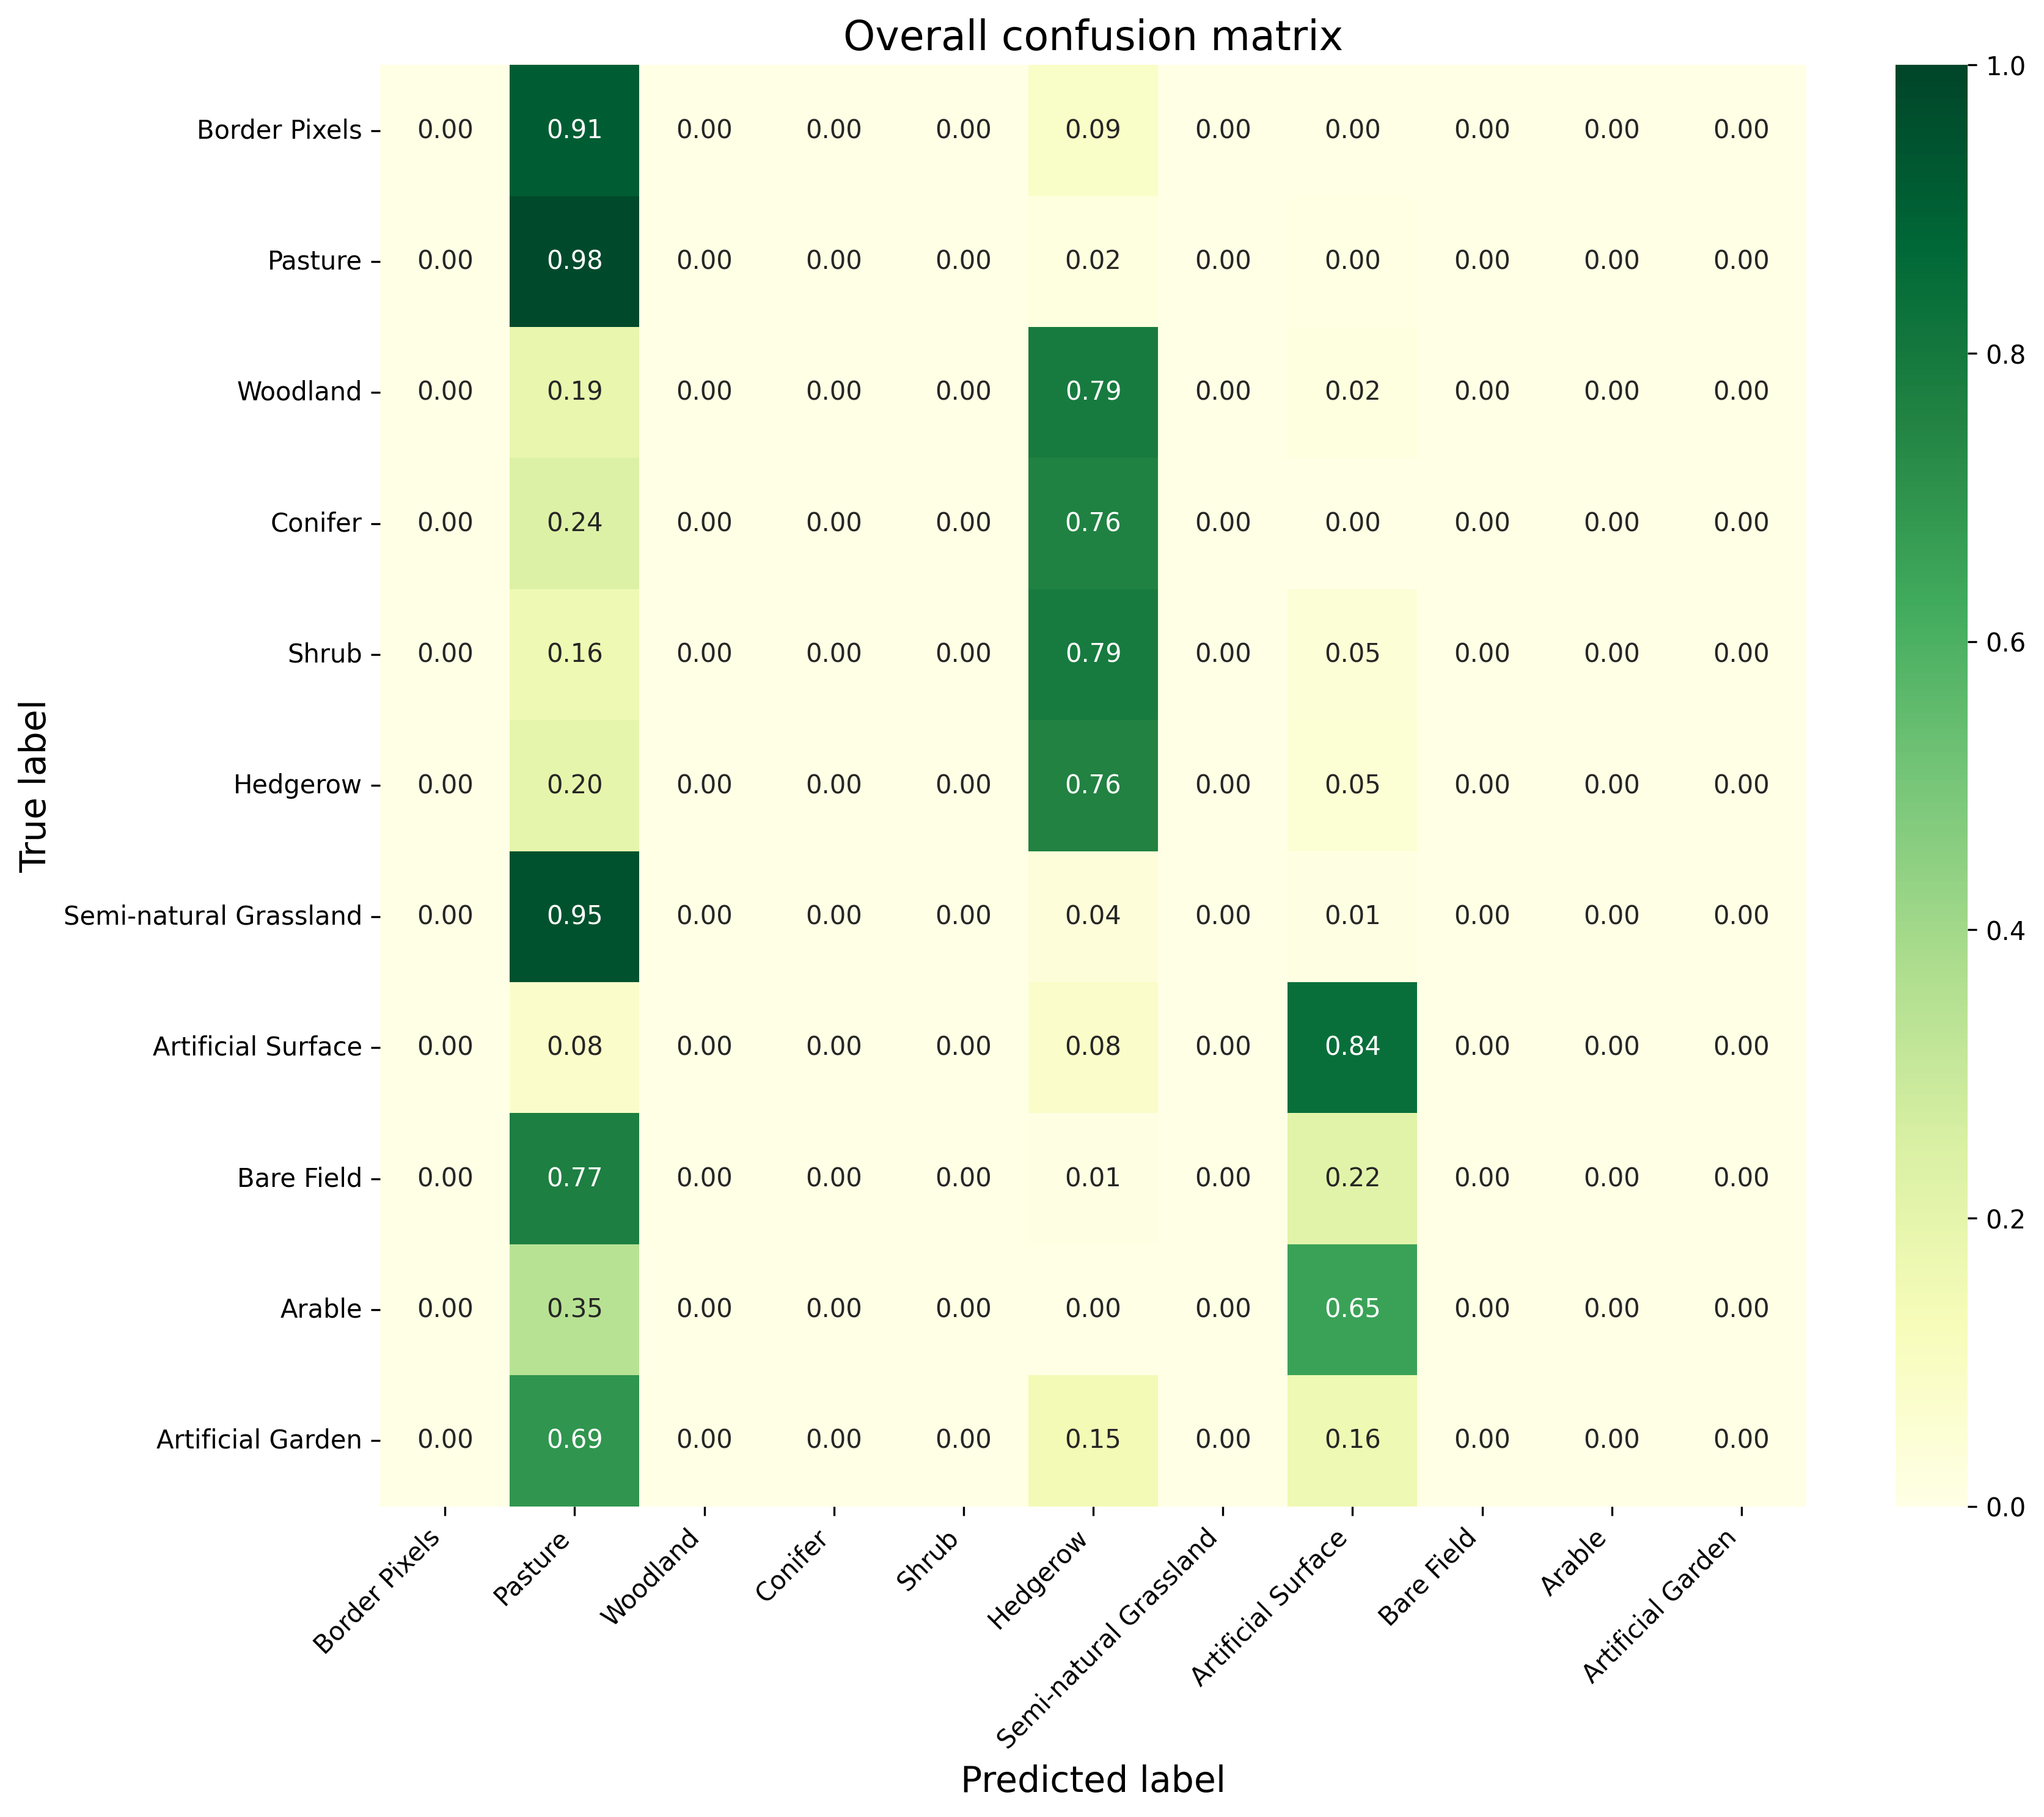 Overall confusion matrix
True label
Border Pixels 0.00 0.91 0.00 0.00 0.00 0.09 0.00 0.00 0.00 0.00 0.00
Pasture 0.00 0.98 0.00 0.00 0.00 0.02 0.00 0.00 0.00 0.00 0.00
Woodland 0.00 0.19 0.00 0.00 0.00 0.79 0.00 0.02 0.00 0.00 0.00
Conifer 0.00 0.24 0.00 0.00 0.00 0.76 0.00 0.00 0.00 0.00 0.00
Shrub 0.00 0.16 0.00 0.00 0.00 0.79 0.00 0.05 0.00 0.00 0.00
Hedgerow 0.00 0.20 0.00 0.00 0.00 0.76 0.00 0.05 0.00 0.00 0.00
Semi-natural Grassland 0.00 0.95 0.00 0.00 0.00 0.04 0.00 0.01 0.00 0.00 0.00
Artificial Surface 0.00 0.08 0.00 0.00 0.00 0.08 0.00 0.84 0.00 0.00 0.00
Bare Field 0.00 0.77 0.00 0.00 0.00 0.01 0.00 0.22 0.00 0.00 0.00
Arable 0.00 0.35 0.00 0.00 0.00 0.00 0.00 0.65 0.00 0.00 0.00
Artificial Garden 0.00 0.69 0.00 0.00 0.00 0.15 0.00 0.16 0.00 0.00 0.00
Border Pixels
Pasture
Woodland
Conifer
Shrub
Hedgerow
Semi-natural Grassland
Artificial Surface
Bare Field
Arable
Artificial Garden
Predicted label
1.0
0.8
0.6
0.4
0.2
0.0